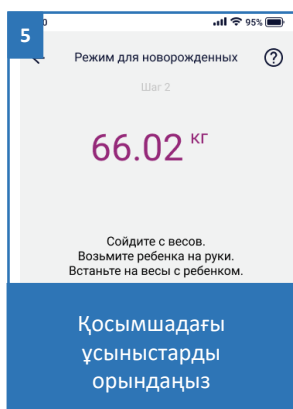 5
95%
Режим для новорожденных ?
Шаг 2
66.02 кг
Сойдите с весов.
Возьмите ребенка на руки.
Встаньте на весы с ребенком.
Қосымшадағы
ұсыныстарды
орындаңыз